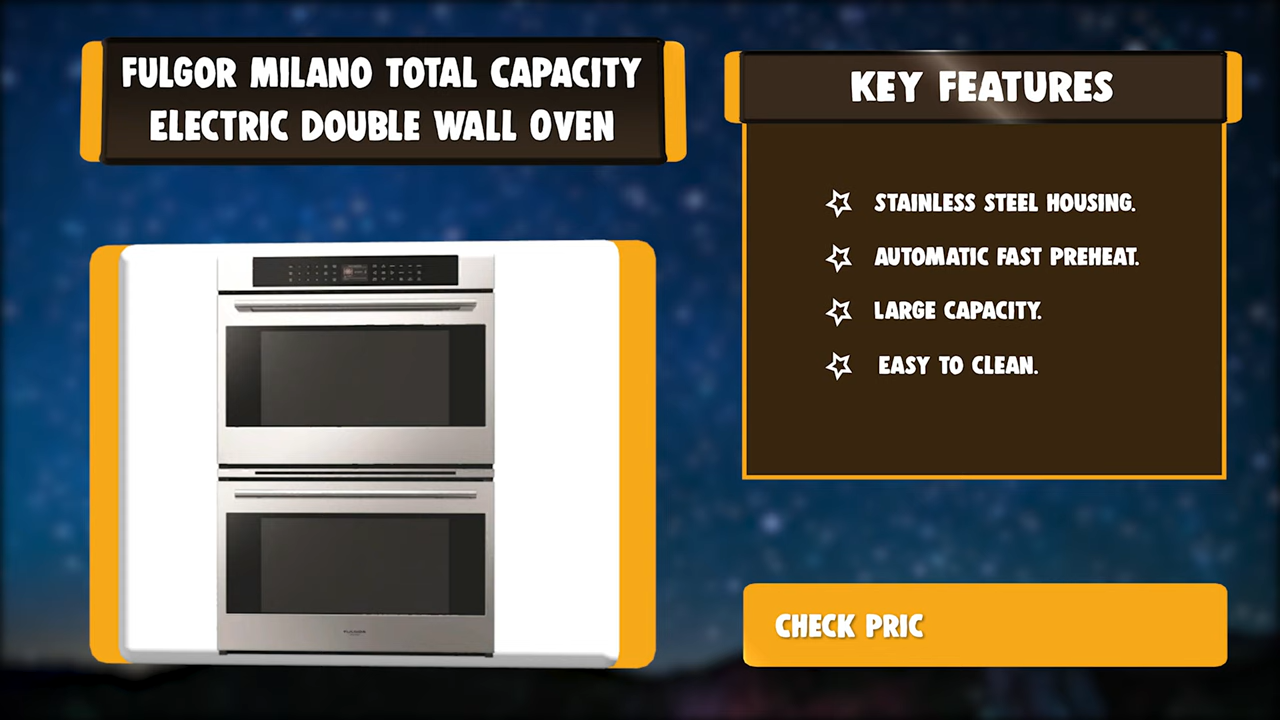 FULGOR MILANO TOTAL CAPACITY
ELECTRIC DOUBLE WALL OVEN
KEY FEATURES
STAINLESS STEEL HOUSING.
AUTOMATIC FAST PREHEAT.
LARGE CAPACITY.
EASY TO CLEAN.
CHECK PRIC